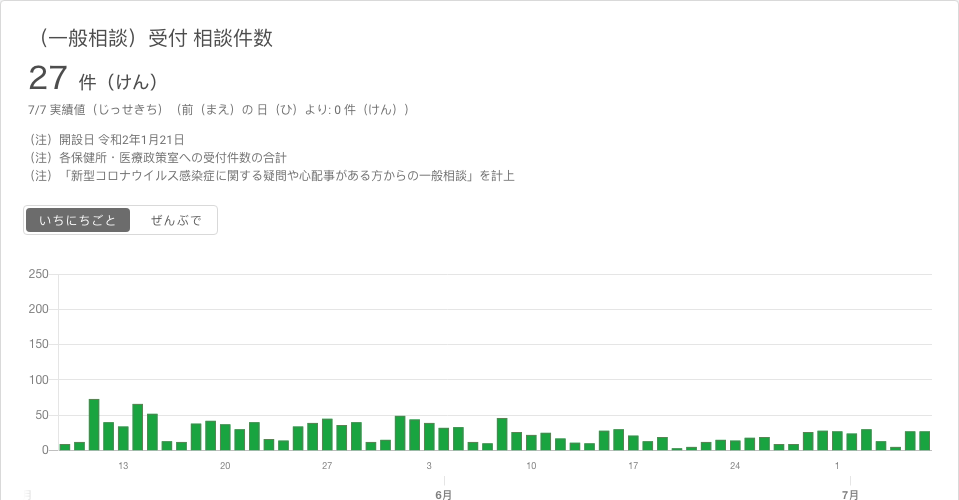 （一般相談）受付 相談件数
27 件（けん）
7/7 実績値（じっせきち）（前（まえ）の 日（ひ）より: 0 件（けん））
（注）開設日 令和2年1月21日
（注）各保健所・医療政策室への受付件数の合計
（注）「新型コロナウイルス感染症に関する疑問や心配事がある方からの一般相談」を計上
いちにちごと ぜんぶで
250
200
150
100
50
0
13 20 27 3 10 17 24 1
月 6月 7月